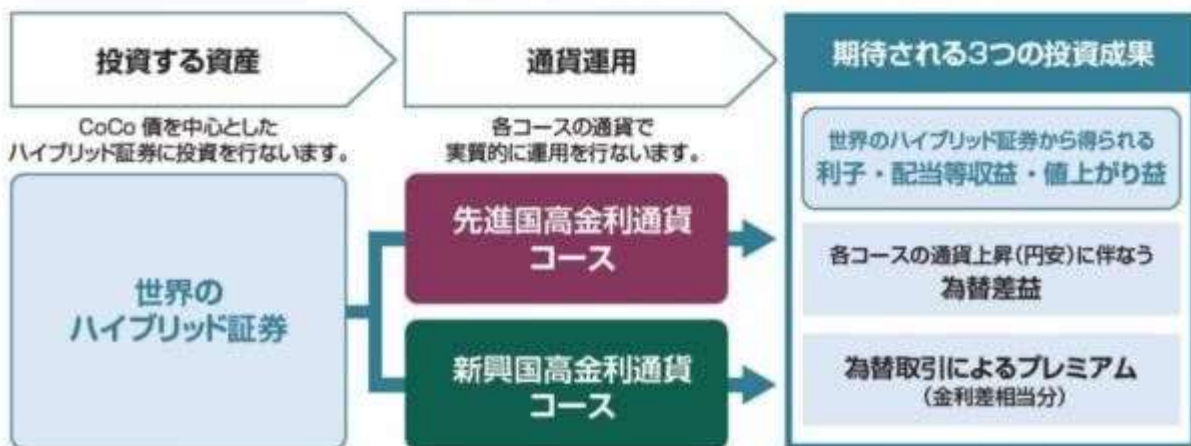 投資する資産
通貨運用
期待される3つの投資成果
CoCo 債を中心とした
ハイブリッド証券に投資を行ないます。
各コースの通貨で
実質的に運用を行ないます。
世界の
ハイブリッド証券
先進国高金利通貨
コース
新興国高金利通貨
コース
世界のハイブリッド証券から得られる
利子・配当等収益・値上がり益
各コースの通貨上昇(円安)に伴なう
為替差益
為替取引によるプレミアム
(金利差相当分)